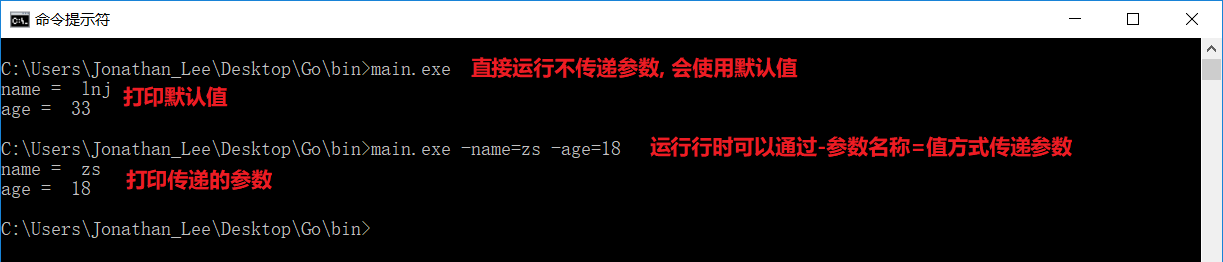 命令提示符
C:\Users\Jonathan_Lee\Desktop\Go\bin>main.exe 直接运行不传递参数, 会使用默认值
name =  lnj
打印默认值
age =  33
C:\Users\Jonathan_Lee\Desktop\Go\bin>main.exe -name=zs -age=18 运行行时可以通过-参数名称=值方式传递参数
name =  zs
打印传递的参数
age =  18
C:\Users\Jonathan_Lee\Desktop\Go\bin>